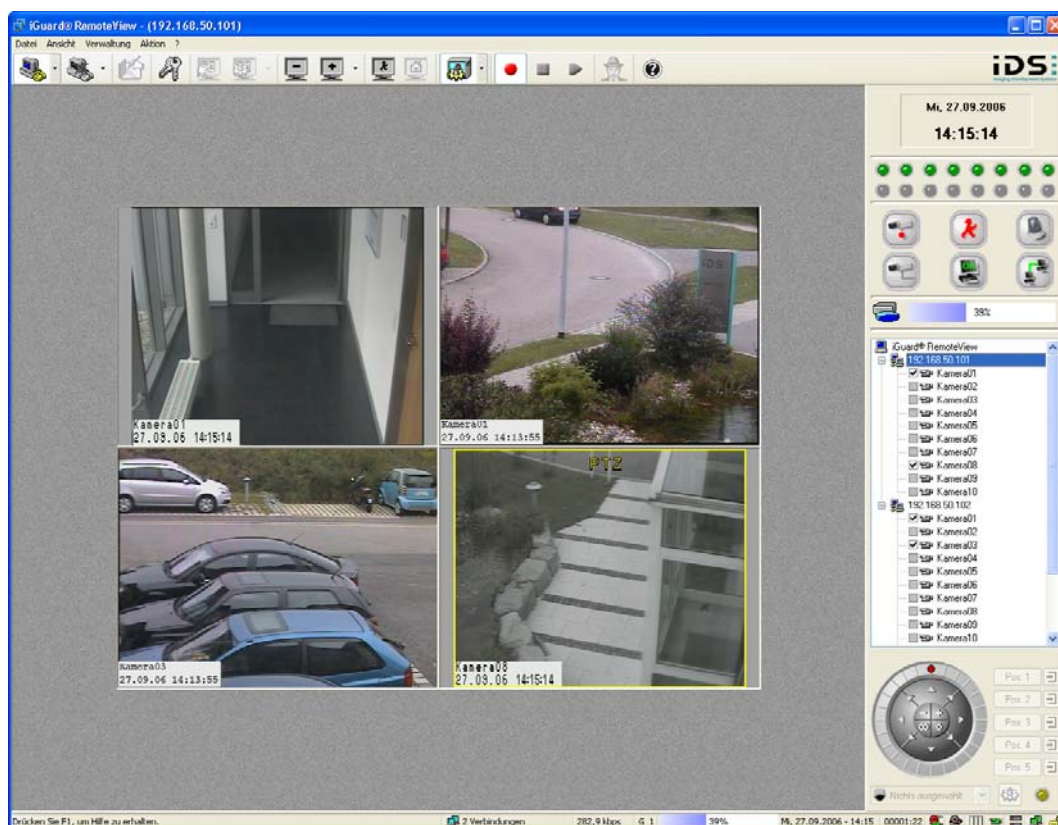 iGuard® RemoteView - (192.168.50.101)
Datei Ansicht Verwaltung Aktion ?
iDS
Imaging Development Systems
Mi, 27.09.2006
14:15:14
39%
iDS
Kamera01
27.09.06 14:15:14
Kamera01
27.09.06 14:13:55
Kamera03
27.09.06 14:13:55
PTZ
Kamera08
27.09.06 14:15:14
iGuard® RemoteView
192.168.50.101
Kamera01
Kamera02
Kamera03
Kamera04
Kamera05
Kamera06
Kamera07
Kamera08
Kamera09
Kamera10
192.168.50.102
Kamera01
Kamera02
Kamera03
Kamera04
Kamera05
Kamera06
Kamera07
Kamera08
Kamera09
Kamera10
Pos. 1
Pos. 2
Pos. 3
Pos. 4
Pos. 5
Nichts ausgewählt
Drücken Sie F1, um Hilfe zu erhalten.
2 Verbindungen
282,9 kbps
G 1
39%
Mi, 27.09.2006 - 14:15
00001:22